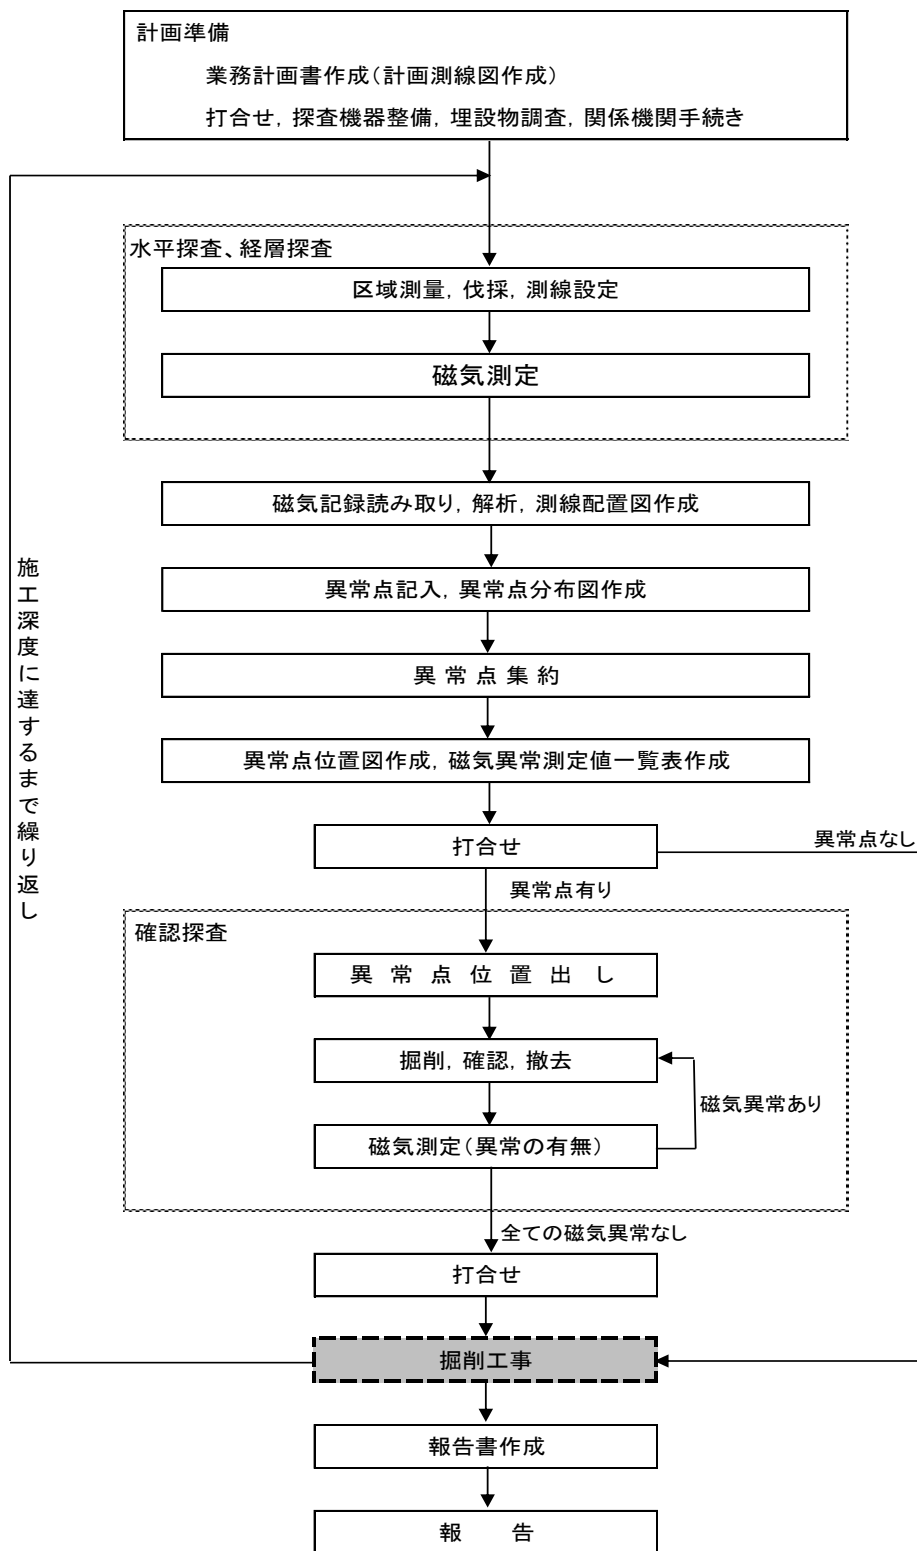 計画準備
業務計画書作成(計画測線図作成)
打合せ, 探査機器整備, 埋設物調査, 関係機関手続き
水平探査、経層探査
区域測量, 伐採, 測線設定
磁気測定
磁気記録読み取り, 解析, 測線配置図作成
異常点記入, 異常点分布図作成
異常点集約
異常点位置図作成, 磁気異常測定値一覧表作成
打合せ
異常点なし
異常点有り
施工深度に達するまで繰り返し
確認探査
異常点位置出し
掘削, 確認, 撤去
磁気異常あり
磁気測定(異常の有無)
全ての磁気異常なし
打合せ
掘削工事
報告書作成
報 告